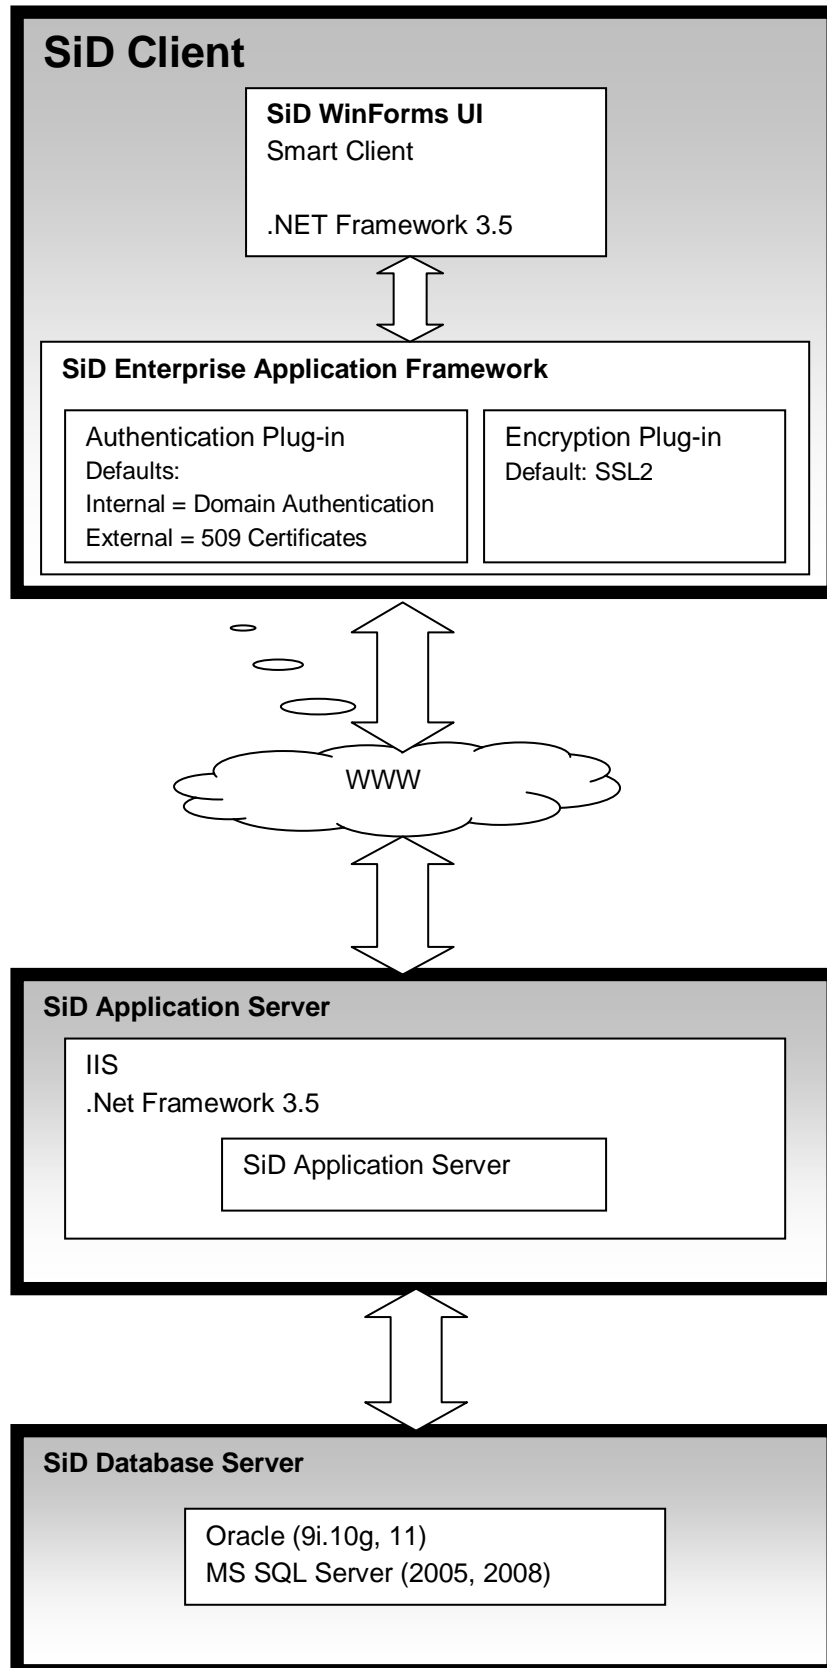 SiD Client
SiD WinForms UI
Smart Client
.NET Framework 3.5
SiD Enterprise Application Framework
Authentication Plug-in
Defaults:
Internal = Domain Authentication
External = 509 Certificates
Encryption Plug-in
Default: SSL2
WWW
SiD Application Server
IIS
.Net Framework 3.5
SiD Application Server
SiD Database Server
Oracle (9i.10g, 11)
MS SQL Server (2005, 2008)